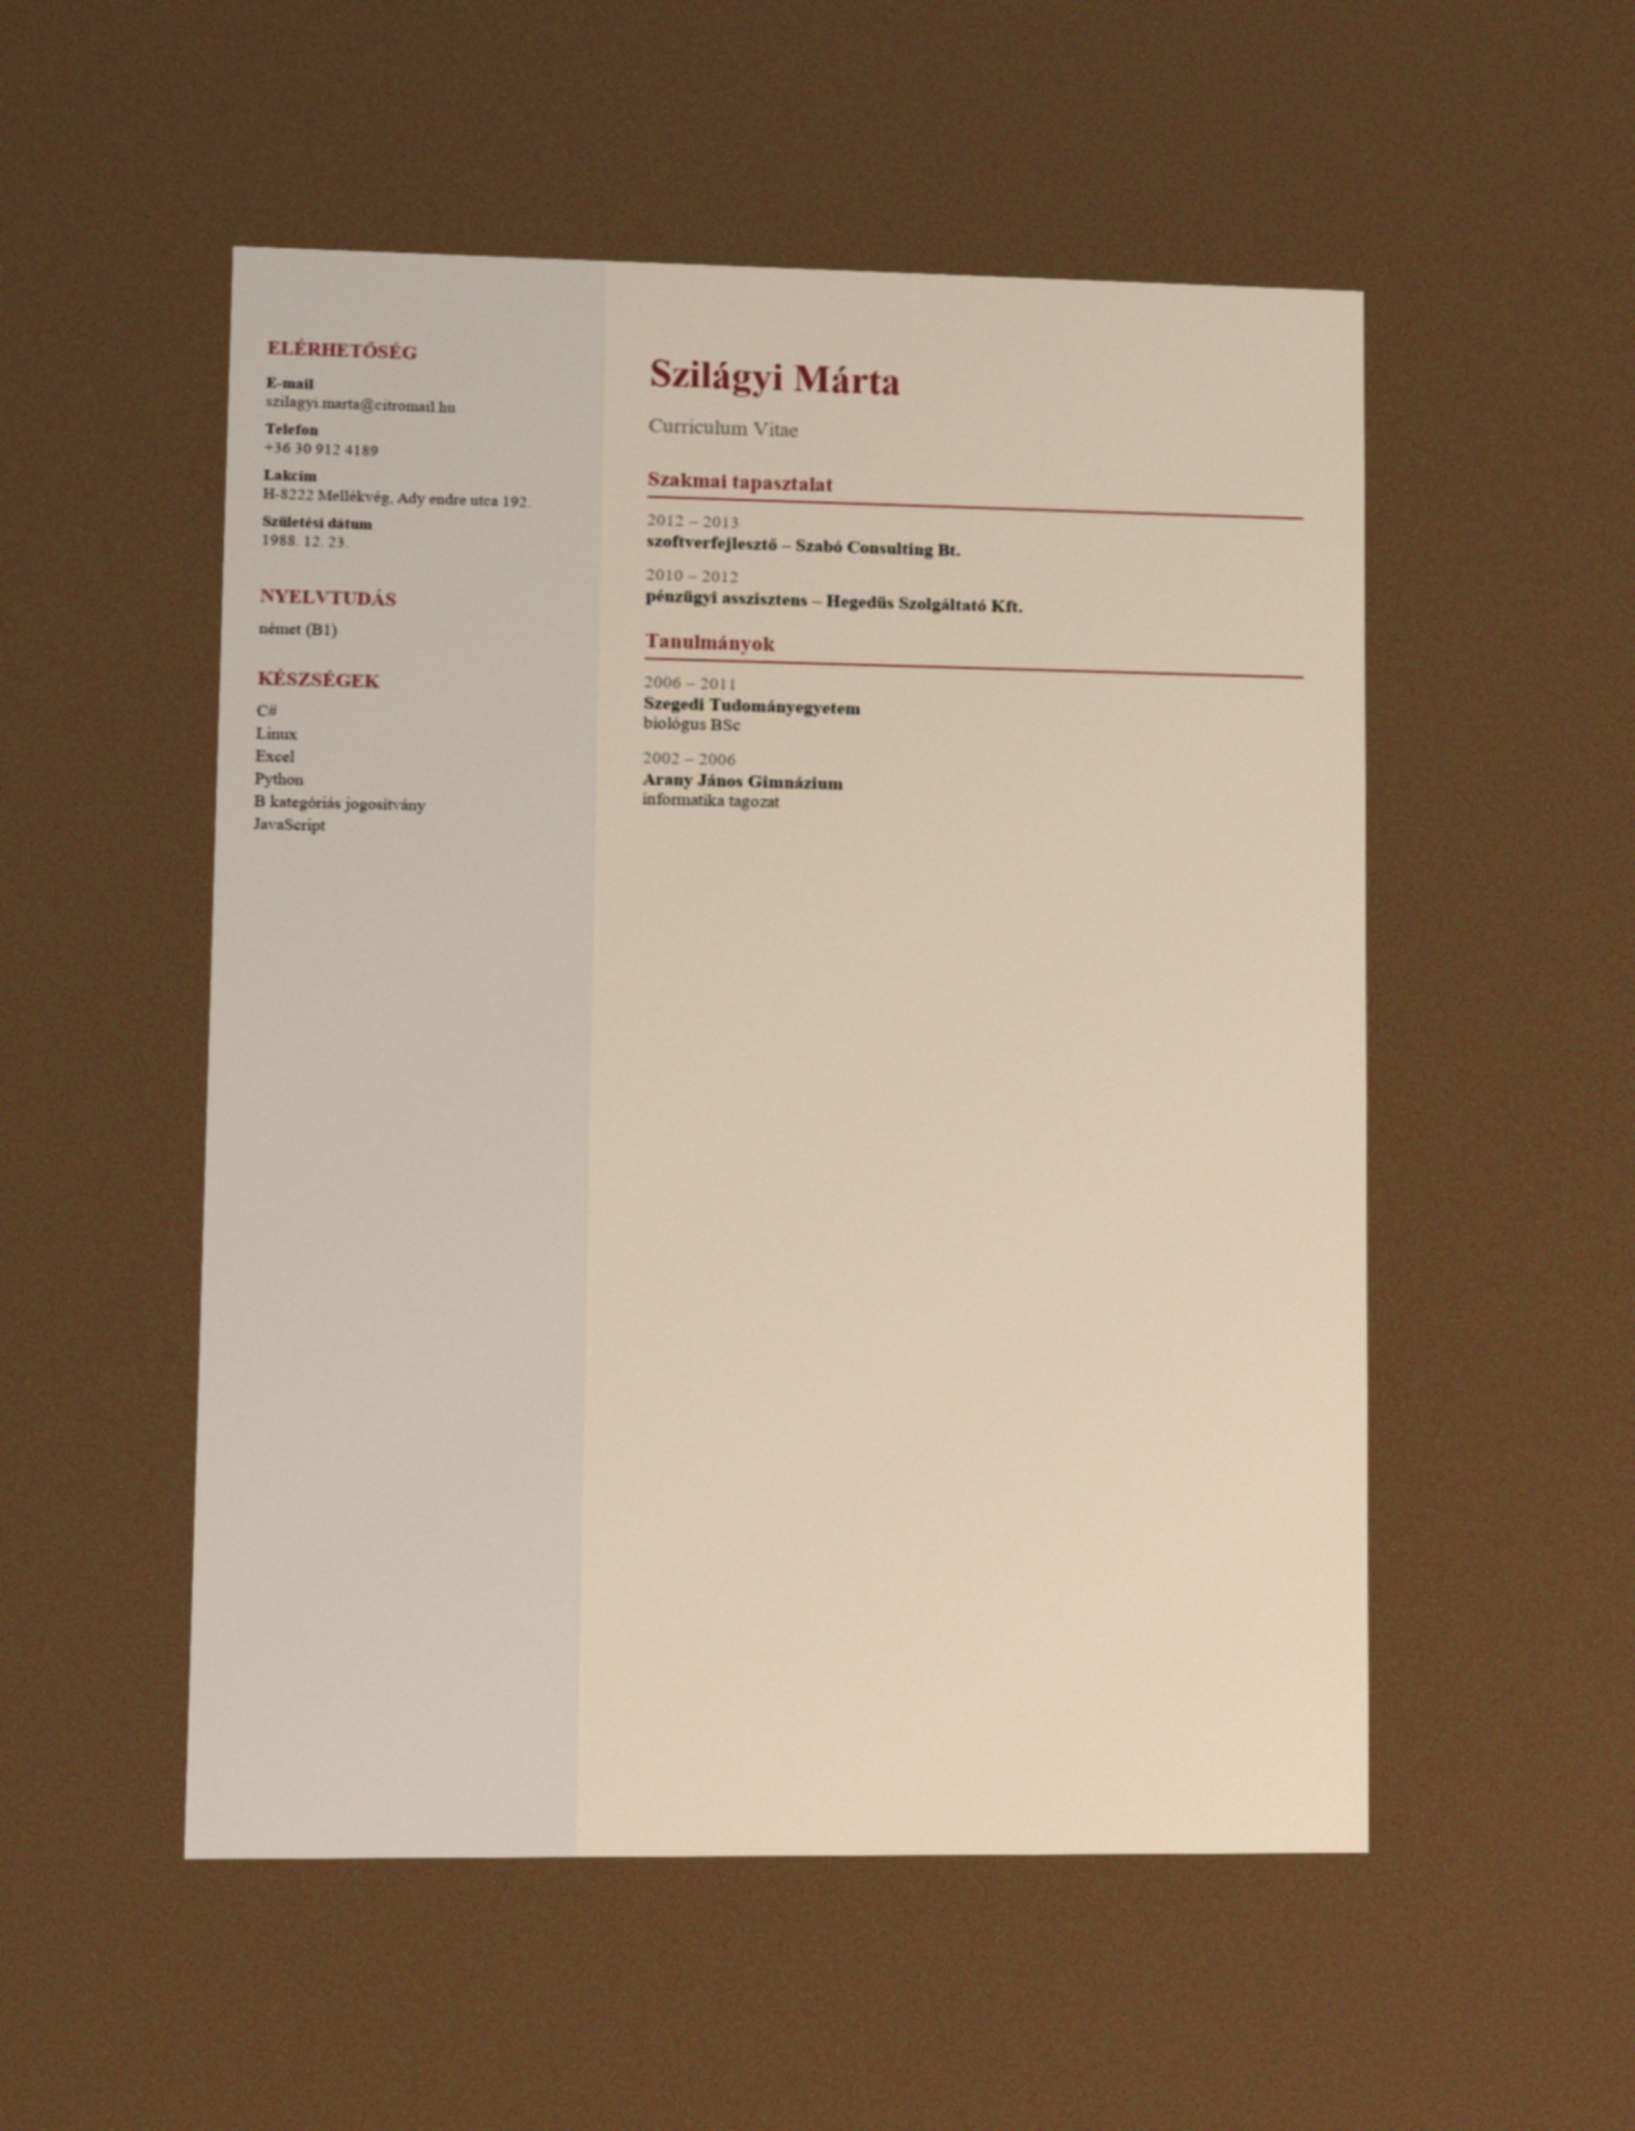 ELÉRHETŐSÉG
E-mail
szilagyi.marta@citromail.hu
Telefon
+36 30 912 4189
Lakcím
H-8222 Mellékvég, Ady endre utca 192.
Születési dátum
1988. 12. 23.
NYELVTUDÁS
német (B1)
KÉSZSÉGEK
C#
Linux
Excel
Python
B kategóriás jogosítvány
JavaScript
Szilágyi Márta
Curriculum Vitae
Szakmai tapasztalat
2012 – 2013
szoftverfejlesztő – Szabó Consulting Bt.
2010 – 2012
pénzügyi asszisztens – Hegedűs Szolgáltató Kft.
Tanulmányok
2006 – 2011
Szegedi Tudományegyetem
biológus BSc
2002 – 2006
Arany János Gimnázium
informatika tagozat